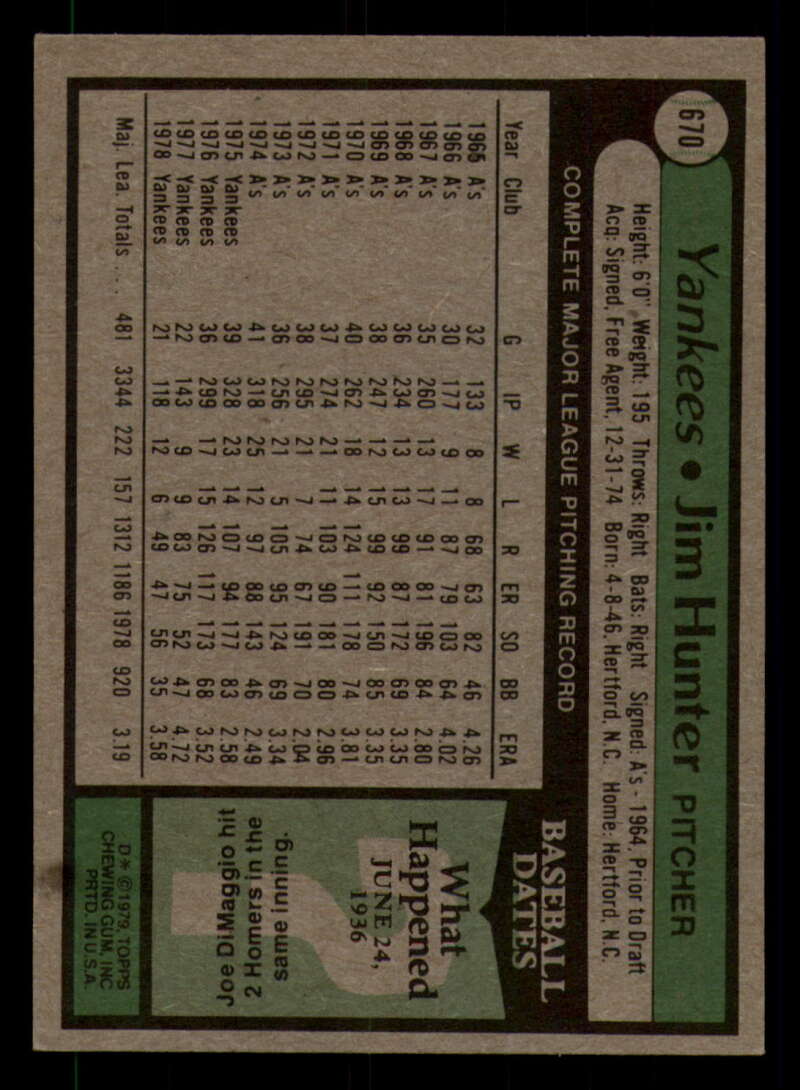 670
Yankees • Jim Hunter PITCHER
Height: 6'0" Weight: 195 Throws: Right Bats: Right Signed: A's - 1964, Prior to Draft
Acq: Signed, Free Agent, 12-31-74 Born: 4-8-46, Hertford, N.C. Home: Hertford, N.C.
COMPLETE MAJOR LEAGUE PITCHING RECORD
Year Club G IP W L R ER SO BB ERA
1965 A's 32 133 8 8 68 63 82 46 4.26
1966 A's 30 177 9 11 87 79 103 64 4.02
1967 A's 35 260 13 17 91 81 196 84 2.80
1968 A's 36 234 13 13 99 87 172 69 3.35
1969 A's 38 247 12 15 99 92 150 85 3.35
1970 A's 40 262 18 14 124 111 178 74 3.81
1971 A's 37 274 21 11 103 90 181 80 2.96
1972 A's 38 295 21 7 74 67 191 70 2.04
1973 A's 36 256 21 5 105 95 124 69 3.34
1974 A's 41 318 25 12 97 88 143 46 2.49
1975 Yankees 39 328 23 14 107 94 177 83 2.58
1976 Yankees 36 299 17 15 126 117 173 68 3.52
1977 Yankees 22 143 9 9 83 75 52 47 4.72
1978 Yankees 21 118 12 6 49 47 56 35 3.58
Maj. Lea. Totals.... 481 3344 222 157 1312 1186 1978 920 3.19
BASEBALL
DATES
What
Happened
JUNE 24,
1936
Joe DiMaggio hit
2 Homers in the
same inning.
D* © 1979, TOPPS
CHEWING GUM, INC
PRTD. IN U.S.A.